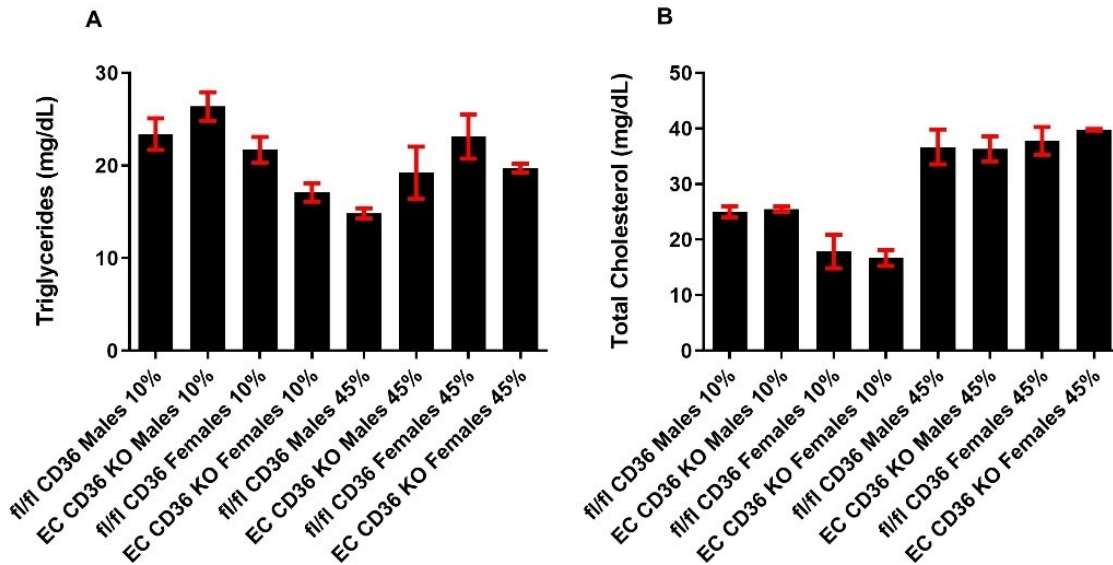 A
Triglycerides (mg/dL)
30
20
10
0
fl/fl CD36 Males 10%
EC CD36 KO Males 10%
fl/fl CD36 Females 10%
EC CD36 KO Females 10%
fl/fl CD36 Males 45%
EC CD36 KO Males 45%
fl/fl CD36 Females 45%
EC CD36 KO Females 45%
B
Total Cholesterol (mg/dL)
50
40
30
20
10
0
fl/fl CD36 Males 10%
EC CD36 KO Males 10%
fl/fl CD36 Females 10%
EC CD36 KO Females 10%
fl/fl CD36 Males 45%
EC CD36 KO Males 45%
fl/fl CD36 Females 45%
EC CD36 KO Females 45%